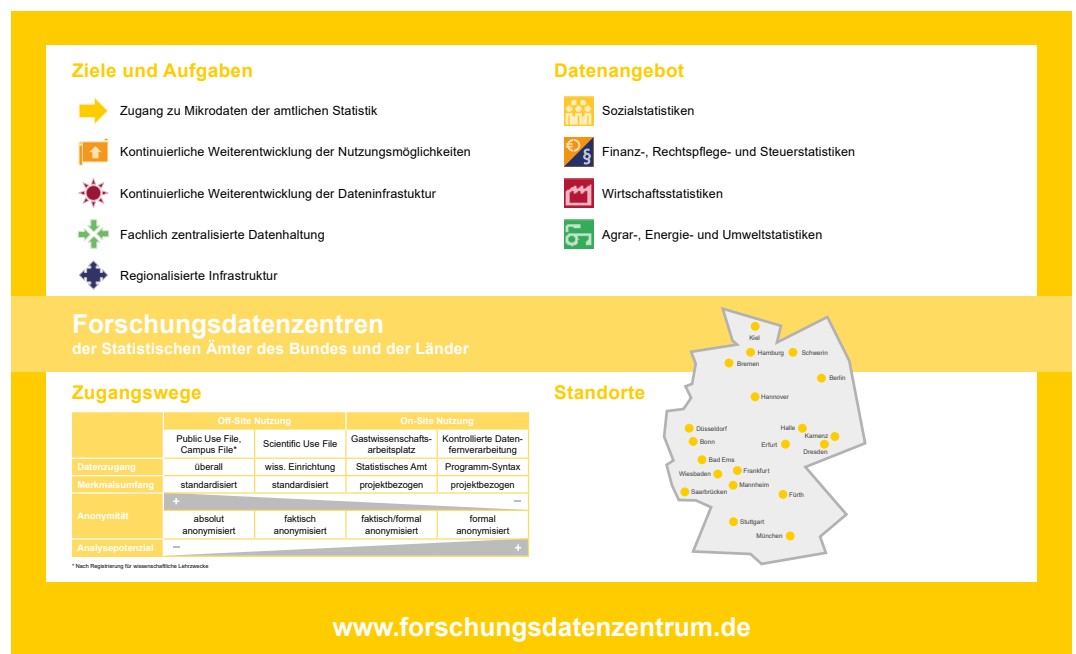 Ziele und Aufgaben
Zugang zu Mikrodaten der amtlichen Statistik
Kontinuierliche Weiterentwicklung der Nutzungsmöglichkeiten
Kontinuierliche Weiterentwicklung der Dateninfrastuktur
Fachlich zentralisierte Datenhaltung
Regionalisierte Infrastruktur
Datenangebot
Sozialstatistiken
Finanz-, Rechtspflege- und Steuerstatistiken
Wirtschaftsstatistiken
Agrar-, Energie- und Umweltstatistiken
Forschungsdatenzentren
der Statistischen Ämter des Bundes und der Länder
Zugangswege
Off-Site Nutzung On-Site Nutzung
Public Use File, Campus File* Scientific Use File Gastwissenschafts-arbeitsplatz Kontrollierte Daten-fernverarbeitung
Datenzugang überall wiss. Einrichtung Statistisches Amt Programm-Syntax
Merkmalsumfang standardisiert standardisiert projektbezogen projektbezogen
+ −
Anonymität absolut anonymisiert faktisch anonymisiert faktisch/formal anonymisiert formal anonymisiert
Analysepotenzial − +
* Nach Registrierung für wissenschaftliche Lehrzwecke
Standorte
Kiel
Hamburg
Schwerin
Bremen
Berlin
Hannover
Düsseldorf
Halle
Kamenz
Bonn
Erfurt
Dresden
Bad Ems
Wiesbaden
Frankfurt
Mannheim
Saarbrücken
Fürth
Stuttgart
München
www.forschungsdatenzentrum.de